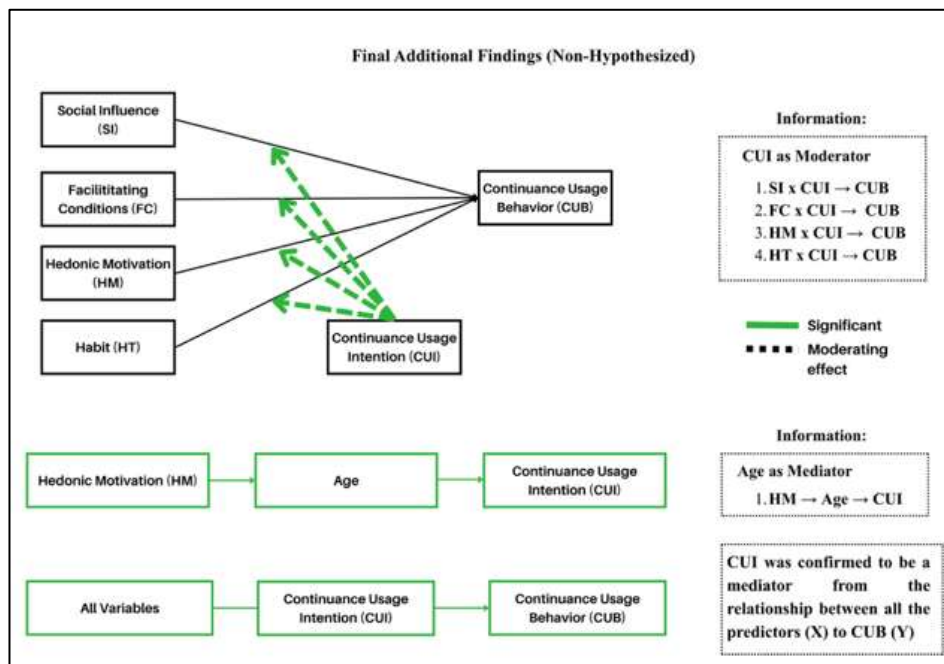 Final Additional Findings (Non-Hypothesized)
Social Influence
(SI)
Facilititating
Conditions (FC)
Hedonic Motivation
(HM)
Habit (HT)
Continuance Usage
Behavior (CUB)
Continuance Usage
Intention (CUI)
Information:
CUI as Moderator
1. SI x CUI → CUB
2. FC x CUI → CUB
3. HM x CUI → CUB
4. HT x CUI → CUB
Significant
Moderating
effect
Hedonic Motivation (HM)
Age
Continuance Usage
Intention (CUI)
Information:
Age as Mediator
1. HM → Age → CUI
All Variables
Continuance Usage
Intention (CUI)
Continuance Usage
Behavior (CUB)
CUI was confirmed to be a
mediator from the
relationship between all the
predictors (X) to CUB (Y)